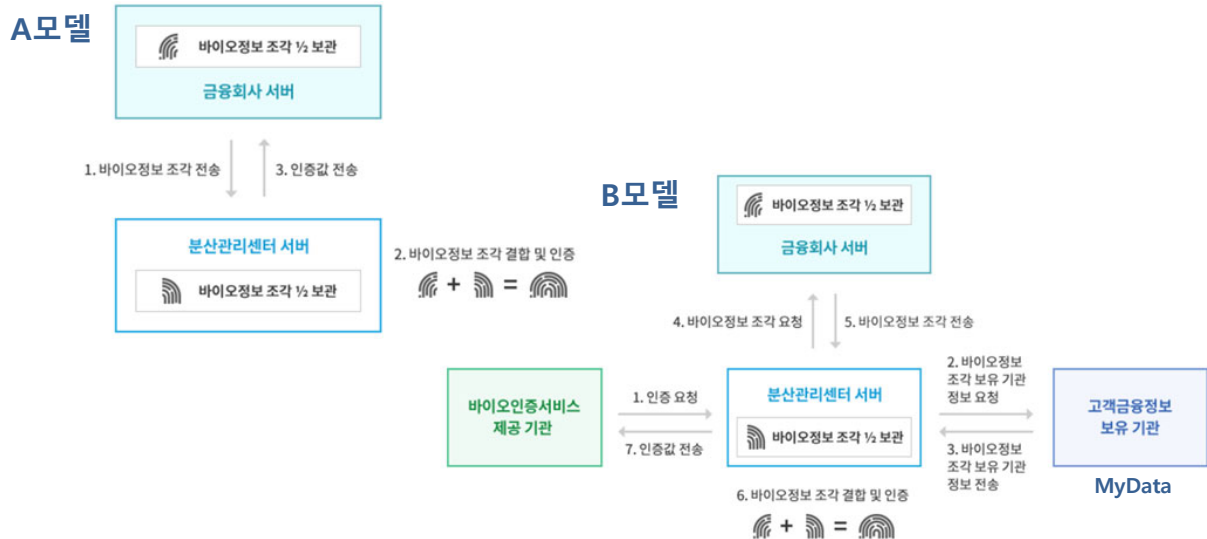 A모델
바이오정보 조각 ½ 보관
금융회사 서버
1. 바이오정보 조각 전송
3. 인증값 전송
분산관리센터 서버
바이오정보 조각 ½ 보관
2. 바이오정보 조각 결합 및 인증
+ =
B모델
바이오정보 조각 ½ 보관
금융회사 서버
4. 바이오정보 조각 요청
5. 바이오정보 조각 전송
바이오인증서비스
제공 기관
1. 인증 요청
7. 인증값 전송
분산관리센터 서버
바이오정보 조각 ½ 보관
2. 바이오정보
조각 보유 기관
정보 요청
3. 바이오정보
조각 보유 기관
정보 전송
고객금융정보
보유 기관
MyData
6. 바이오정보 조각 결합 및 인증
+ =